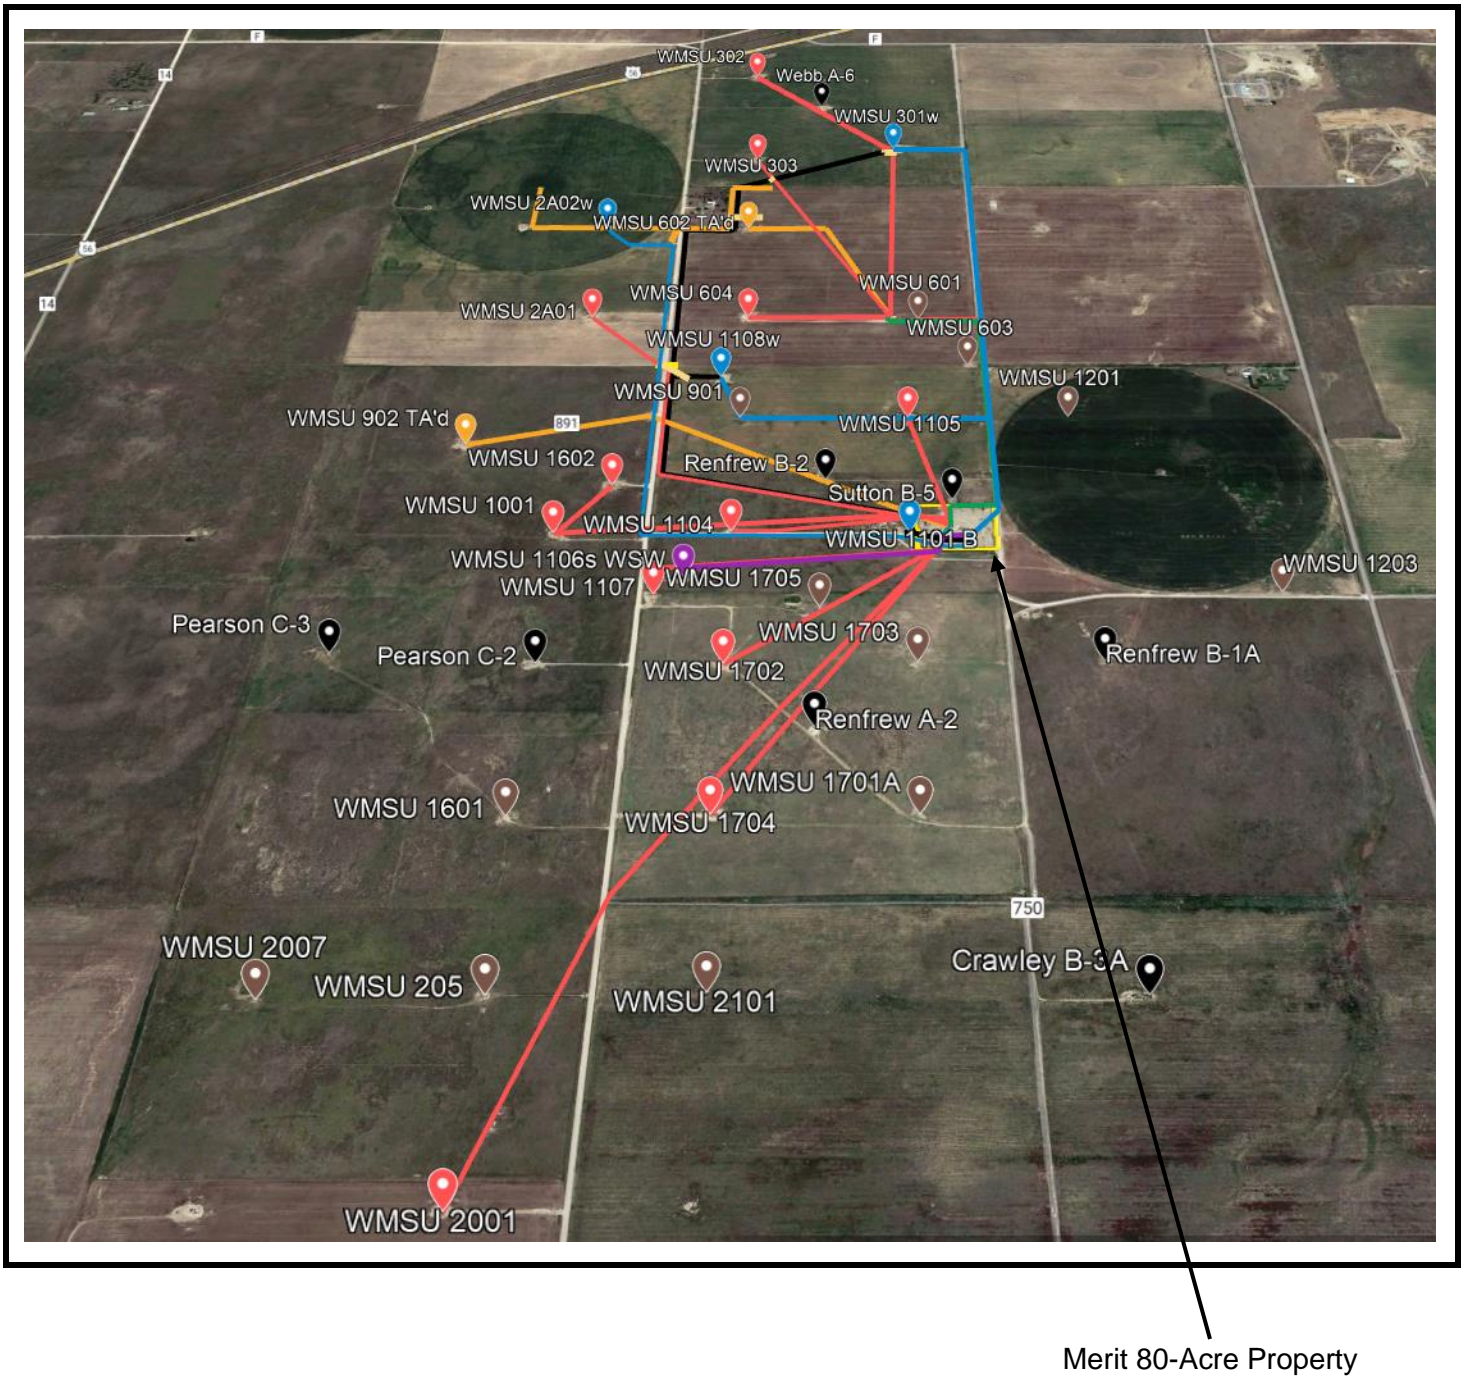 F
F
WMSU 302
14
56
Webb A-6
WMSU 301w
WMSU 303
WMSU 2A02w
WMSU 602 TA'd
56
14
WMSU 601
WMSU 604
WMSU 2A01
WMSU 603
WMSU 1108w
WMSU 1201
WMSU 901
WMSU 902 TA'd
891
WMSU 1105
WMSU 1602
Renfrew B-2
Sutton B-5
WMSU 1001
WMSU 1104
WMSU 1101 B
WMSU 1106s WSW
WMSU 1203
WMSU 1107
WMSU 1705
Pearson C-3
WMSU 1703
Pearson C-2
Renfrew B-1A
WMSU 1702
Renfrew A-2
WMSU 1701A
WMSU 1601
WMSU 1704
750
WMSU 2007
Crawley B-3A
WMSU 205
WMSU 2101
WMSU 2001
Merit 80-Acre Property